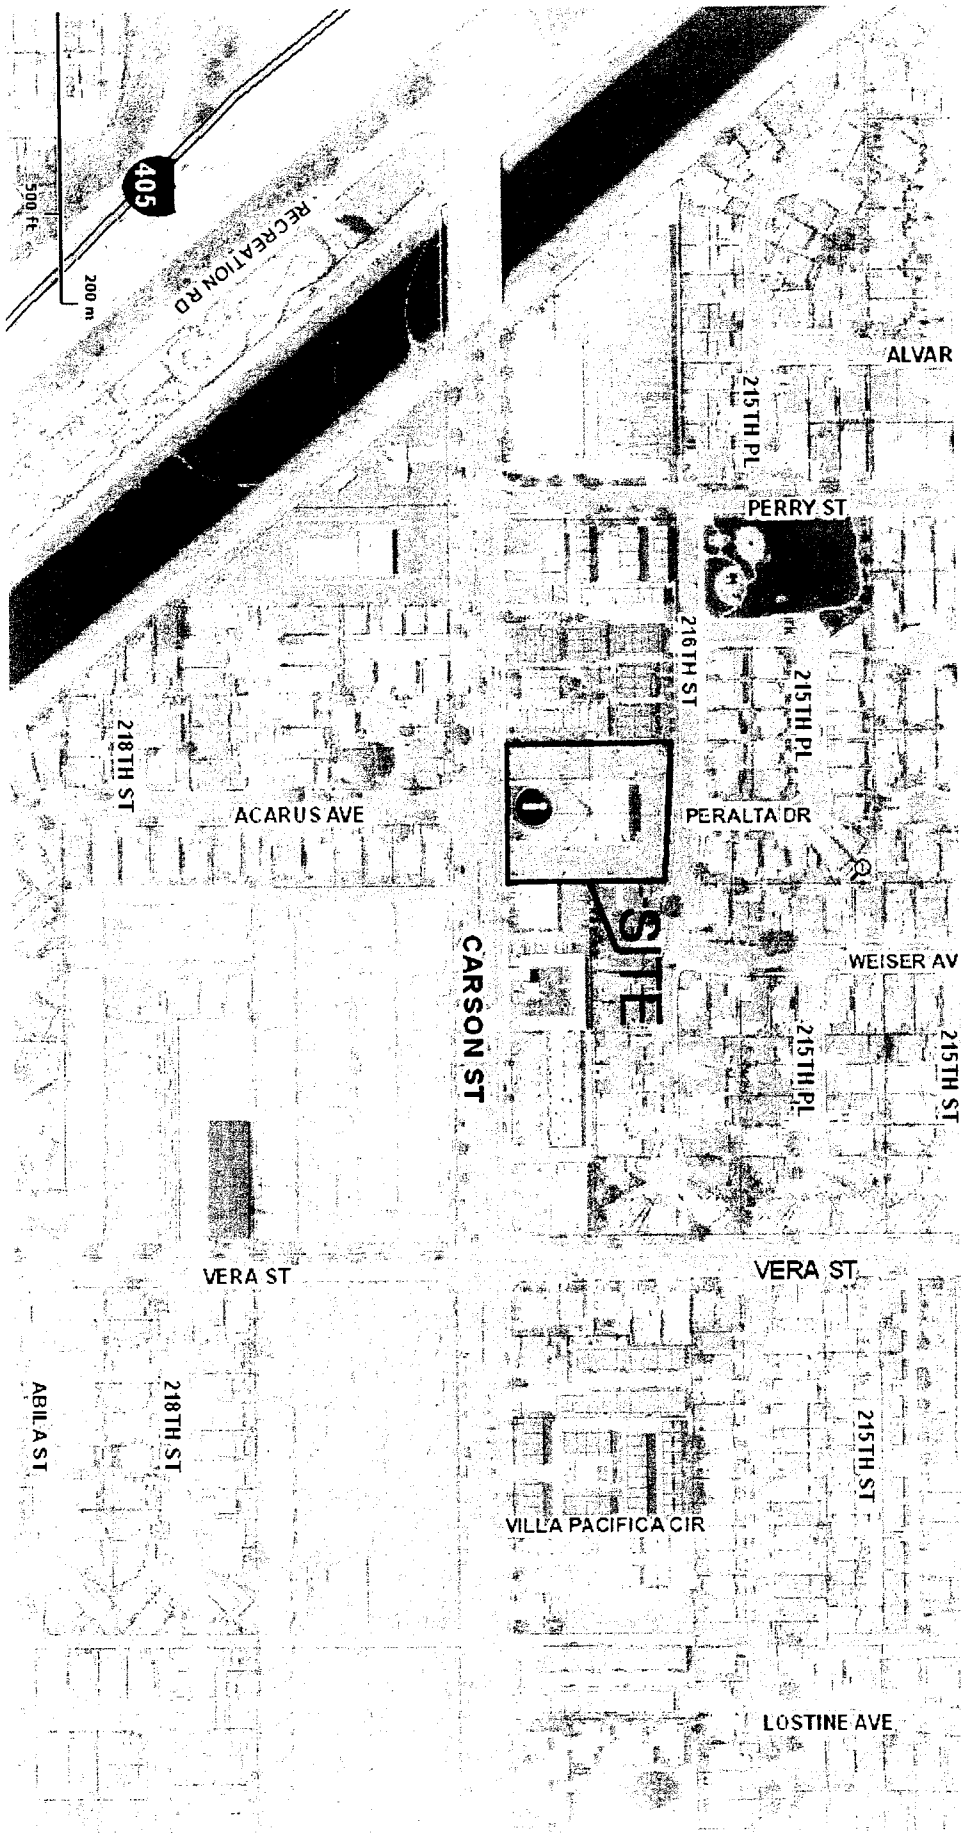 405
500 ft
200 m
RECREATION RD
ALVAR
215TH PL
PERRY ST
216TH ST
215TH PL
218TH ST
ACARUS AVE
PERALTA DR
SITE
WEISER AV
CARSON ST
215TH PL
215TH ST
VERA ST
VERA ST
ABILA ST
218TH ST
215TH ST
VILLA PACIFICA CIR
LOSTINE AVE